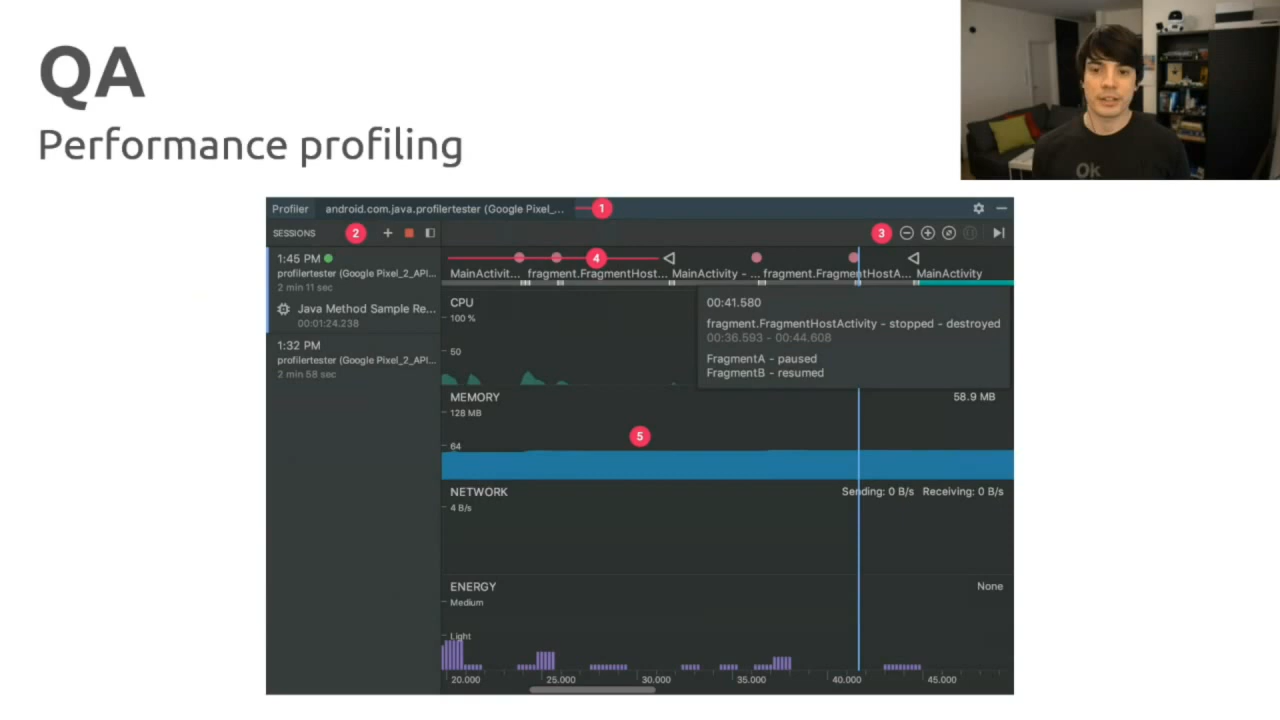 QA
Performance profiling
Ok
Profiler android.com.java.profilertester (Google Pixel_... 1
SESSIONS 2 3
1:45 PM
profilertester (Google Pixel_2_API...
2 min 11 sec
Java Method Sample Re...
00:01:24.238
1:32 PM
profilertester (Google Pixel_2_API...
2 min 58 sec
4
MainActivit... fragment.FragmentHost... MainActivity - ... fragment.FragmentHostA... MainActivity
CPU
100 %
50
00:41.580
fragment.FragmentHostActivity - stopped - destroyed
00:36.593 - 00:44.608
FragmentA - paused
FragmentB - resumed
MEMORY 58.9 MB
128 MB
5
64
NETWORK Sending: 0 B/s Receiving: 0 B/s
4 B/s
ENERGY None
Medium
Light
20.000 25.000 30.000 35.000 40.000 45.000